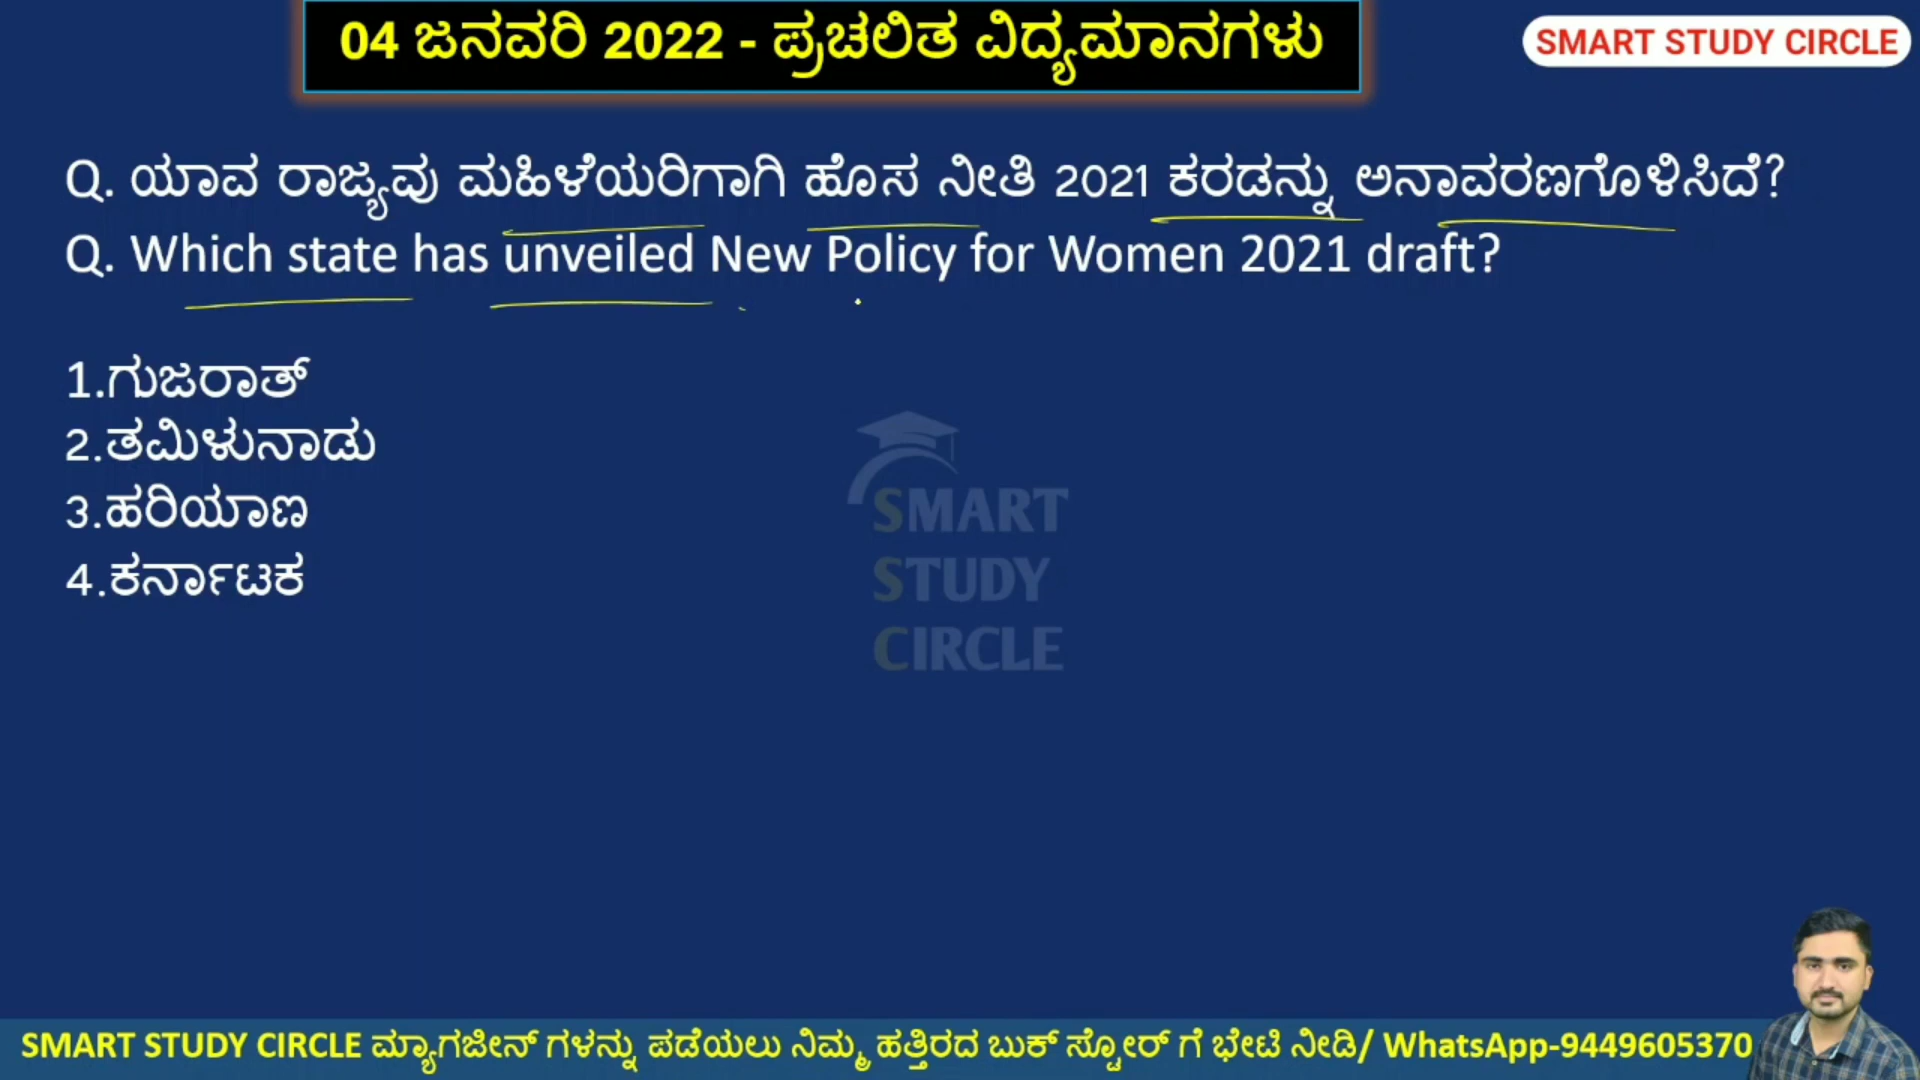 04 ಜನವರಿ 2022 - ಪ್ರಚಲಿತ ವಿದ್ಯಮಾನಗಳು
SMART STUDY CIRCLE
Q. ಯಾವ ರಾಜ್ಯವು ಮಹಿಳೆಯರಿಗಾಗಿ ಹೊಸ ನೀತಿ 2021 ಕರಡನ್ನು ಅನಾವರಣಗೊಳಿಸಿದೆ?
Q. Which state has unveiled New Policy for Women 2021 draft?
1.ಗುಜರಾತ್
2.ತಮಿಳುನಾಡು
3.ಹರಿಯಾಣ
4.ಕರ್ನಾಟಕ
SMART
STUDY
CIRCLE
SMART STUDY CIRCLE ಮ್ಯಾಗಜೀನ್ ಗಳನ್ನು ಪಡೆಯಲು ನಿಮ್ಮ ಹತ್ತಿರದ ಬುಕ್ ಸ್ಟೋರ್ ಗೆ ಭೇಟಿ ನೀಡಿ/ WhatsApp-9449605370